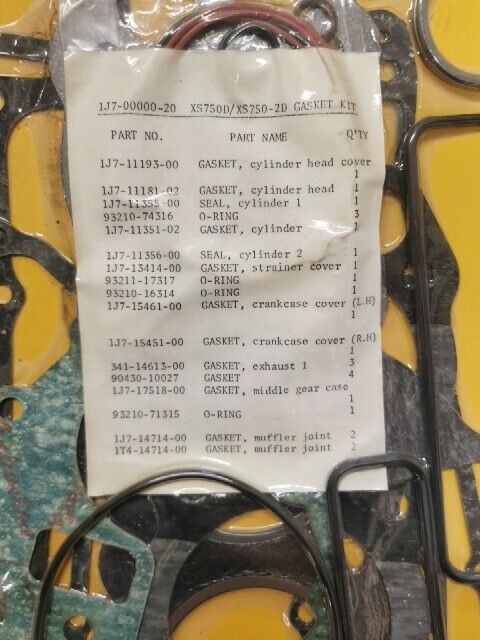 1J7-00000-20 XS750D/XS750-2D GASKET KIT
PART NO. PART NAME Q'TY
1J7-11193-00 GASKET, cylinder head cover
1
1J7-11181-02 GASKET, cylinder head 1
1J7-11355-00 SEAL, cylinder 1 1
93210-74316 O-RING 3
1J7-11351-02 GASKET, cylinder 1
1J7-11356-00 SEAL, cylinder 2 1
1J7-13414-00 GASKET, strainer cover 1
93211-17317 O-RING 1
93210-16314 O-RING 1
1J7-15461-00 GASKET, crankcase cover (L.H)
1
1J7-15451-00 GASKET, crankcase cover (R.H)
1
341-14613-00 GASKET, exhaust 1 3
90430-10027 GASKET 4
1J7-17518-00 GASKET, middle gear case
1
93210-71315 O-RING 1
1J7-14714-00 GASKET, muffler joint 2
1T4-14714-00 GASKET, muffler joint 2